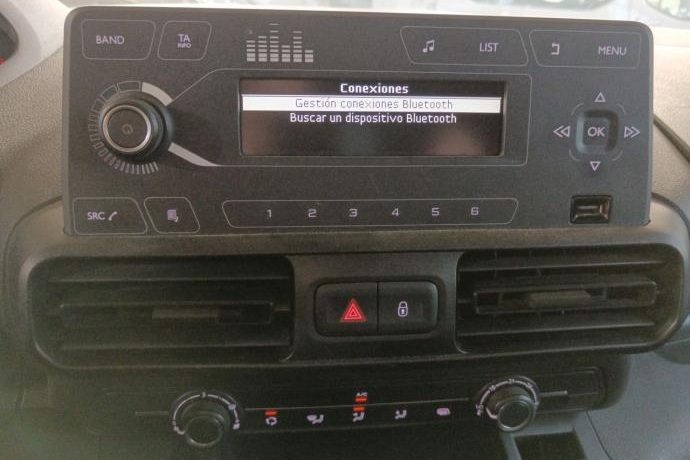 BAND
TA
INFO
LIST
MENU
Conexiones
Gestión conexiones Bluetooth
Buscar un dispositivo Bluetooth
OK
SRC
1 2 3 4 5 6
A/C